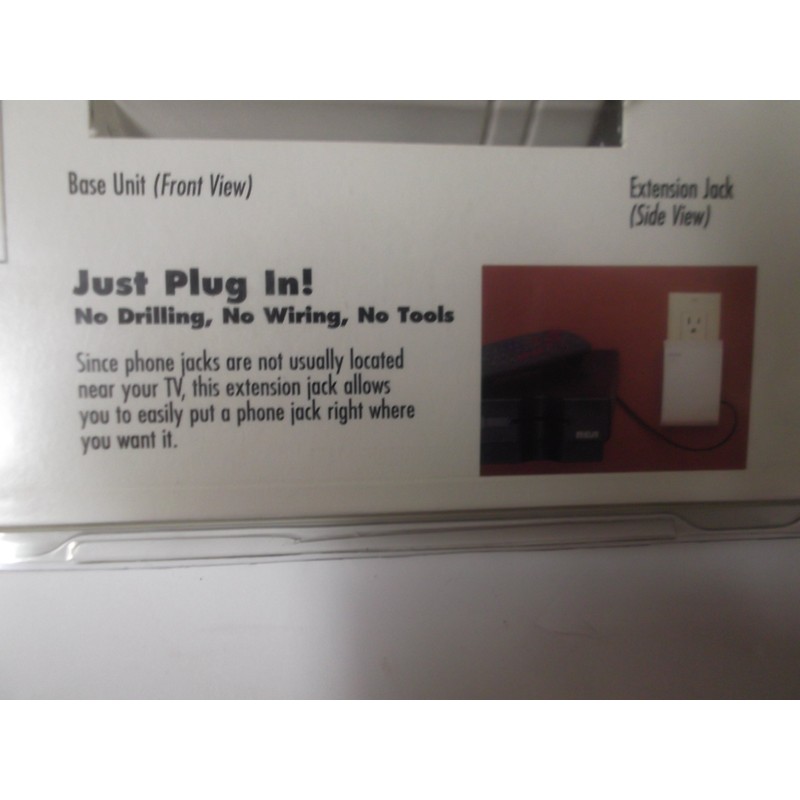 Base Unit (Front View)
Extension Jack
(Side View)
Just Plug In!
No Drilling, No Wiring, No Tools
Since phone jacks are not usually located
near your TV, this extension jack allows
you to easily put a phone jack right where
you want it.
RCA